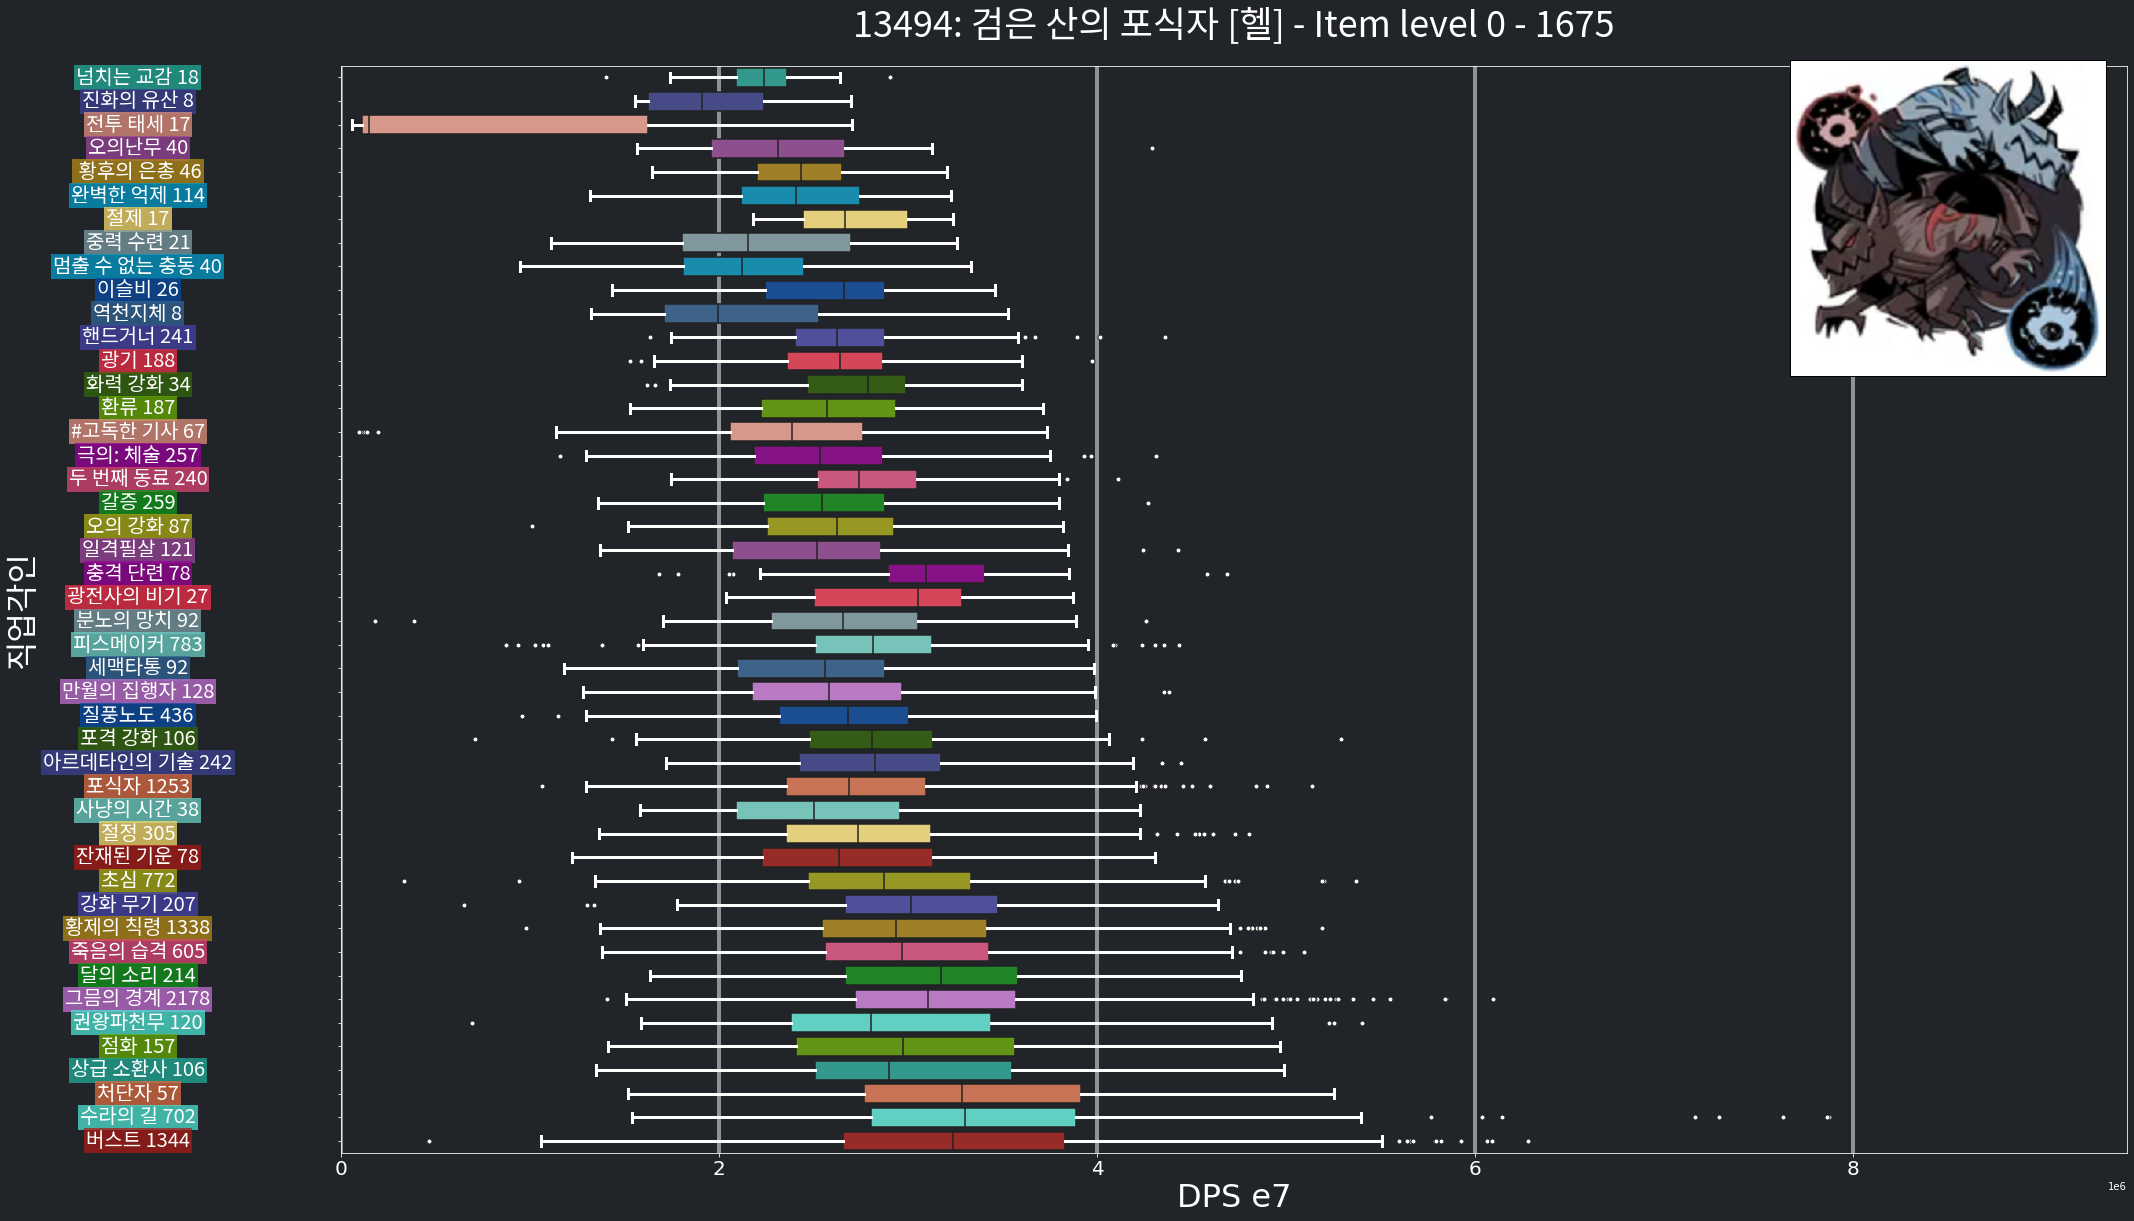 13494: 검은 산의 포식자 [헬] - Item level 0 - 1675
넘치는 교감 18
진화의 유산 8
전투 태세 17
오의난무 40
황후의 은총 46
완벽한 억제 114
절제 17
중력 수련 21
멈출 수 없는 충동 40
이슬비 26
역천지체 8
핸드거너 241
광기 188
화력 강화 34
환류 187
#고독한 기사 67
극의: 체술 257
두 번째 동료 240
갈증 259
오의 강화 87
일격필살 121
충격 단련 78
광전사의 비기 27
분노의 망치 92
피스메이커 783
세맥타통 92
만월의 집행자 128
질풍노도 436
포격 강화 106
아르데타인의 기술 242
포식자 1253
사냥의 시간 38
절정 305
잔재된 기운 78
초심 772
강화 무기 207
황제의 칙령 1338
죽음의 습격 605
달의 소리 214
그믐의 경계 2178
권왕파천무 120
점화 157
상급 소환사 106
처단자 57
수라의 길 702
버스트 1344
직업각인
0 2 4 6 8
DPS e7
1e6